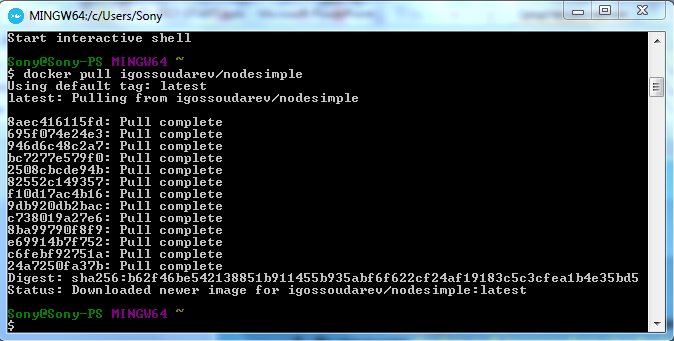 MINGW64:/c/Users/Sony
Start interactive shell
Sony@Sony-PS MINGW64 ~
$ docker pull igossoudarev/nodesimple
Using default tag: latest
latest: Pulling from igossoudarev/nodesimple
8aec416115fd: Pull complete
695f074e24e3: Pull complete
946d6c48c2a7: Pull complete
bc7277e579f0: Pull complete
2508cbcde94b: Pull complete
82552c149357: Pull complete
f10d17ac4b16: Pull complete
9db920db2bac: Pull complete
c738019a27e6: Pull complete
8ba99790f8f9: Pull complete
e69914b7f752: Pull complete
c6febf92751a: Pull complete
24a7250fa37b: Pull complete
Digest: sha256:b62f46be542138851b911455b935abf6f622cf24af19183c5c3cfea1b4e35bd5
Status: Downloaded newer image for igossoudarev/nodesimple:latest
Sony@Sony-PS MINGW64 ~
$